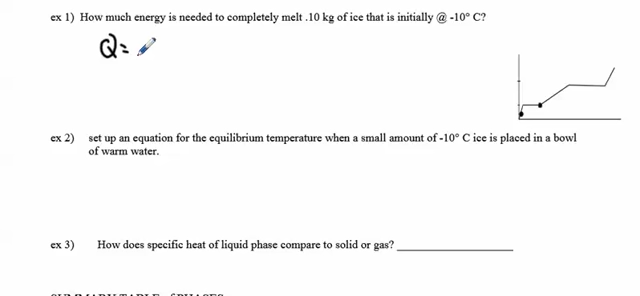 ex 1) How much energy is needed to completely melt .10 kg of ice that is initially @ -10° C?
Q=
ex 2) set up an equation for the equilibrium temperature when a small amount of -10° C ice is placed in a bowl
of warm water.
ex 3) How does specific heat of liquid phase compare to solid or gas? ____________________